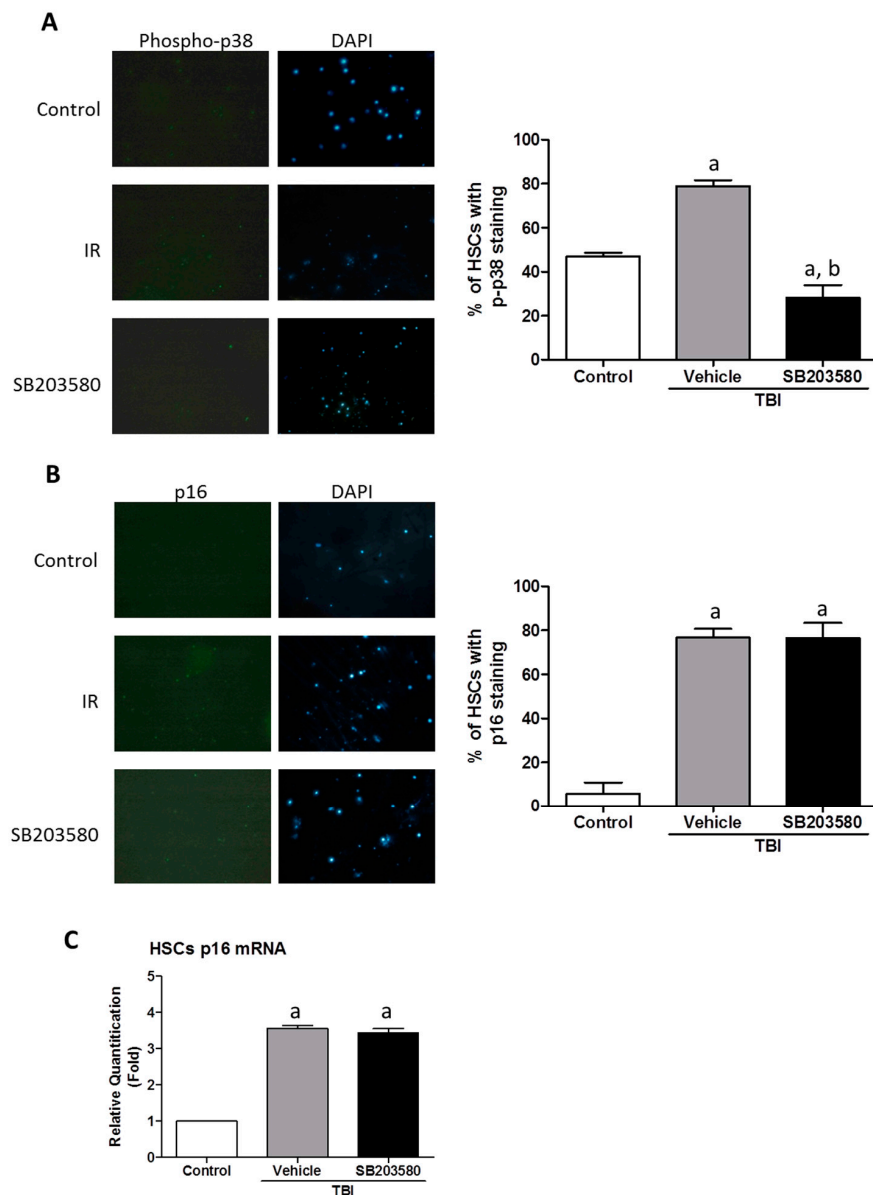 A
Phospho-p38 DAPI
Control
IR
SB203580
% of HSCs with
p-p38 staining
100
80
60
40
20
0
a
a, b
Control Vehicle SB203580
TBI
B
p16 DAPI
Control
IR
SB203580
% of HSCs with
p16 staining
100
80
60
40
20
0
a a
Control Vehicle SB203580
TBI
C
HSCs p16 mRNA
Relative Quantitication
(Fold)
5
4
3
2
1
0
a a
Control Vehicle SB203580
TBI